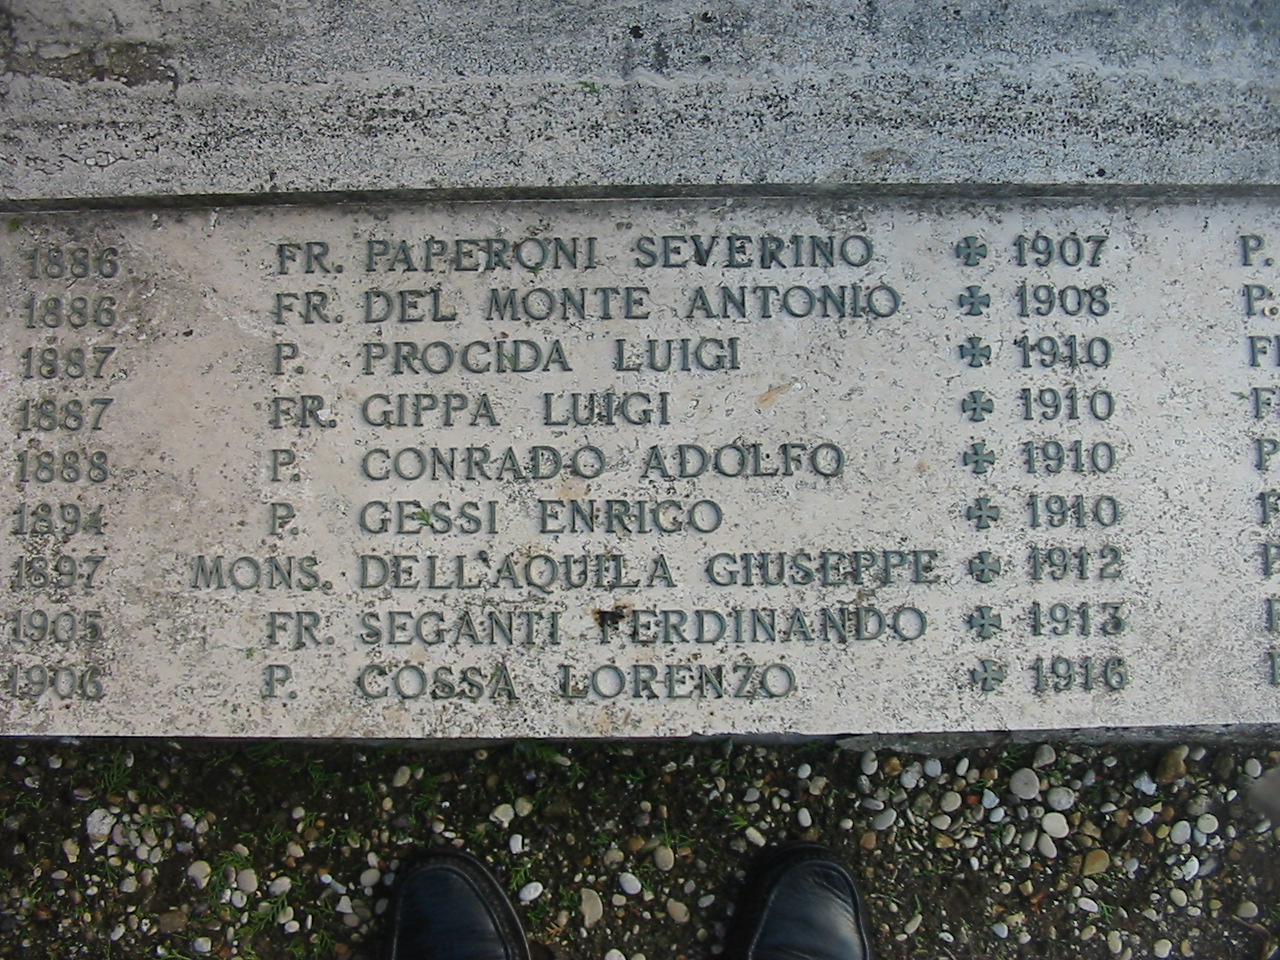 1886 FR. PAPERONI SEVERINO ✠ 1907 P.
1886 FR. DEL MONTE ANTONIO ✠ 1908 P.
1887 P. PROCIDA LUIGI ✠ 1910
1887 FR. GIPPA LUIGI ✠ 1910
1888 P. CONRADO ADOLFO ✠ 1910
1894 P. GESSI ENRIGO ✠ 1910
1897 MONS. DELL'AQUILA GIUSEPPE ✠ 1912
1905 FR. SEGANTI FERDINANDO ✠ 1913
1906 P. COSSA LORENZO ✠ 1916